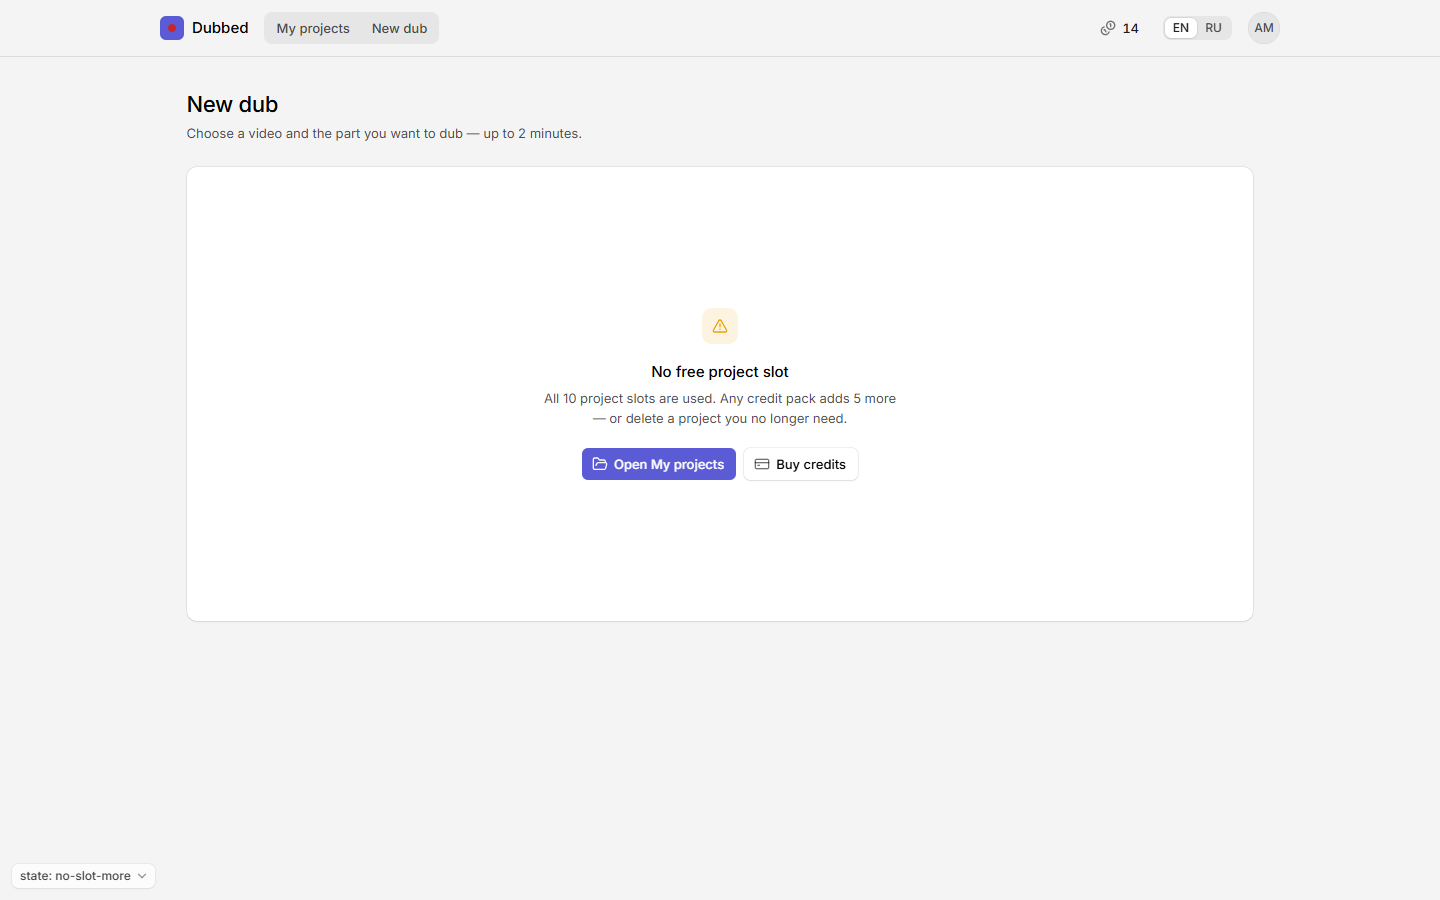 Dubbed
My projects
New dub
14
EN
RU
AM
New dub
Choose a video and the part you want to dub — up to 2 minutes.
No free project slot
All 10 project slots are used. Any credit pack adds 5 more
— or delete a project you no longer need.
Open My projects
Buy credits
state: no-slot-more